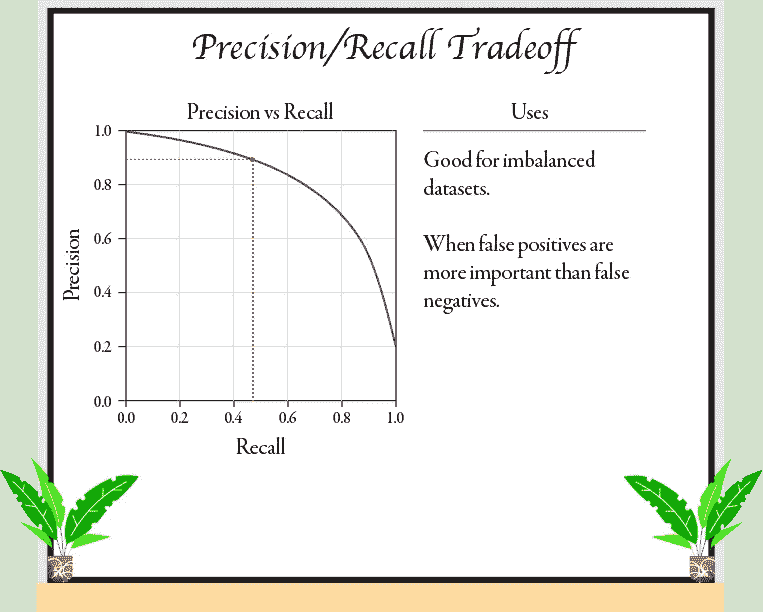 Precision/Recall Tradeoff
Precision vs Recall
1.0
0.8
0.6
0.4
0.2
0.0
Precision
0.0 0.2 0.4 0.6 0.8 1.0
Recall
Uses
Good for imbalanced
datasets.
When false positives are
more important than false
negatives.